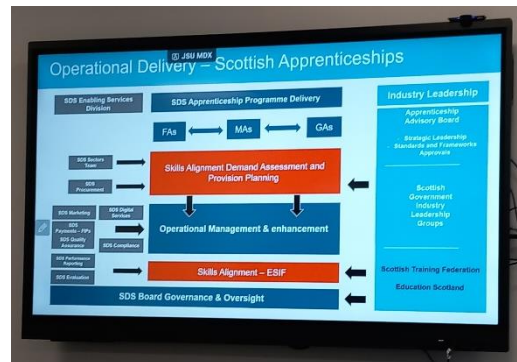 JSU MDX
Operational Delivery – Scottish Apprenticeships
SDS Enabling Services
Division
SDS Apprenticeship Programme Delivery
Industry Leadership
FAs
MAs
GAs
Apprenticeship
Advisory Board
- Strategic Leadership
- Standards and Frameworks
Approvals
SDS Sectors
Team
SDS
Procurement
Skills Alignment Demand Assessment and
Provision Planning
Scottish
Government
Industry
Leadership
Groups
SDS Marketing
SDS Digital
Services
SDS
Payments – FIPs
SDS Quality
Assurance
SDS Compliance
Operational Management & enhancement
SDS Performance
Reporting
SDS Evaluation
Skills Alignment – ESIF
Scottish Training Federation
Education Scotland
SDS Board Governance & Oversight